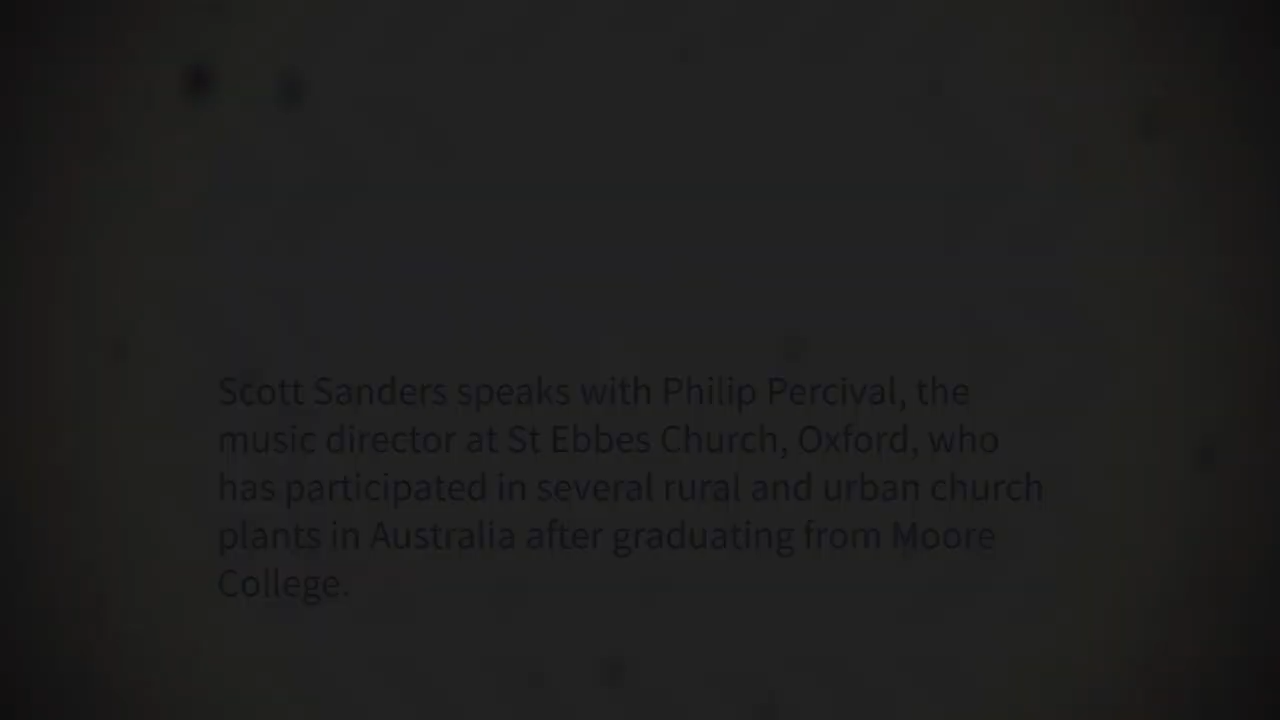 Scott Sanders speaks with Philip Percival, the
music director at St Ebbes Church, Oxford, who
has participated in several rural and urban church
plants in Australia after graduating from Moore
College.